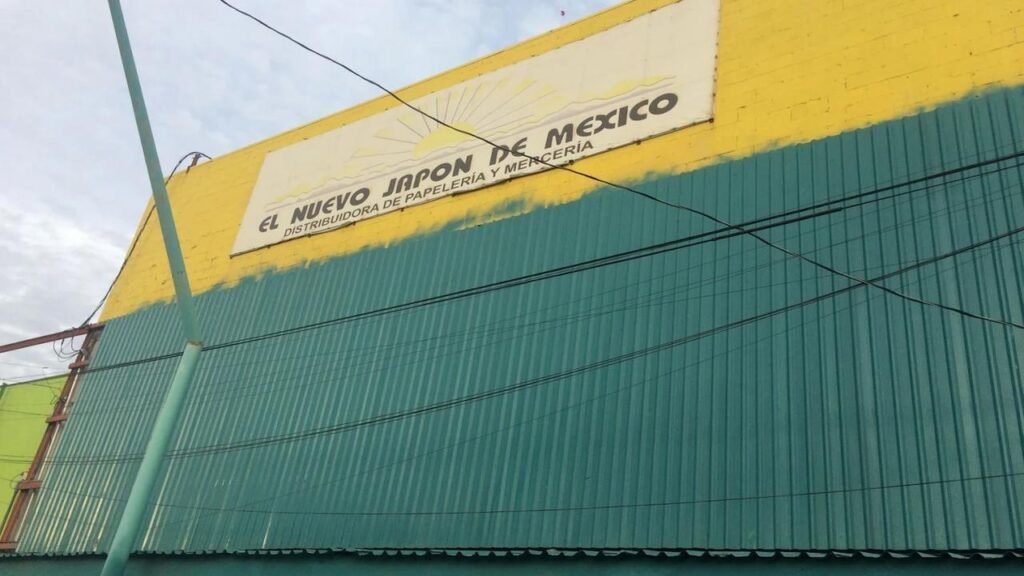 EL NUEVO JAPON DE MEXICO
DISTRIBUIDORA DE PAPELERÍA Y MERCERÍA